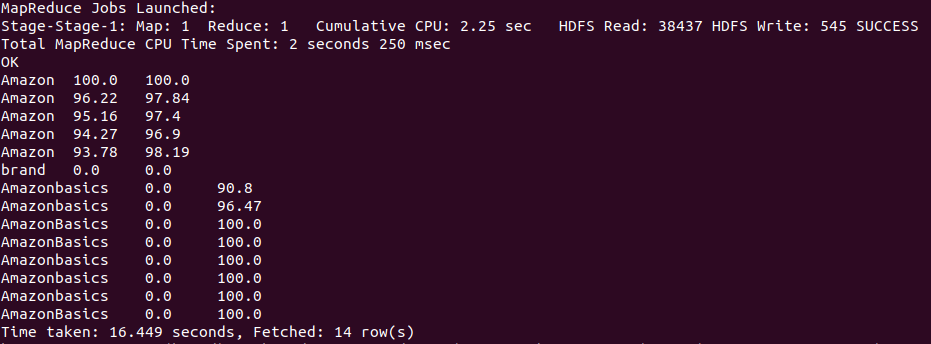 MapReduce Jobs Launched:
Stage-Stage-1: Map: 1  Reduce: 1   Cumulative CPU: 2.25 sec   HDFS Read: 38437 HDFS Write: 545 SUCCESS
Total MapReduce CPU Time Spent: 2 seconds 250 msec
OK
Amazon  100.0   100.0
Amazon  96.22   97.84
Amazon  95.16   97.4
Amazon  94.27   96.9
Amazon  93.78   98.19
brand   0.0     0.0
Amazonbasics    0.0     90.8
Amazonbasics    0.0     96.47
AmazonBasics    0.0     100.0
AmazonBasics    0.0     100.0
AmazonBasics    0.0     100.0
AmazonBasics    0.0     100.0
AmazonBasics    0.0     100.0
AmazonBasics    0.0     100.0
Time taken: 16.449 seconds, Fetched: 14 row(s)